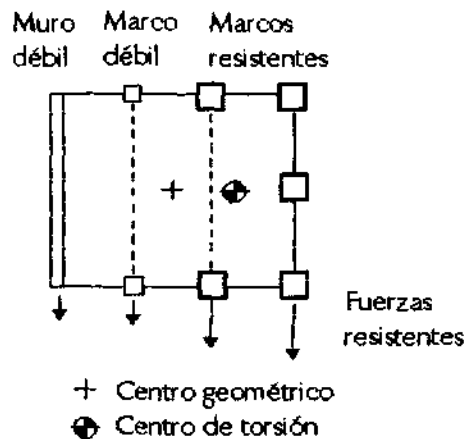 Muro débil
Marco débil
Marcos resistentes
Fuerzas resistentes
+ Centro geométrico
Centro de torsión